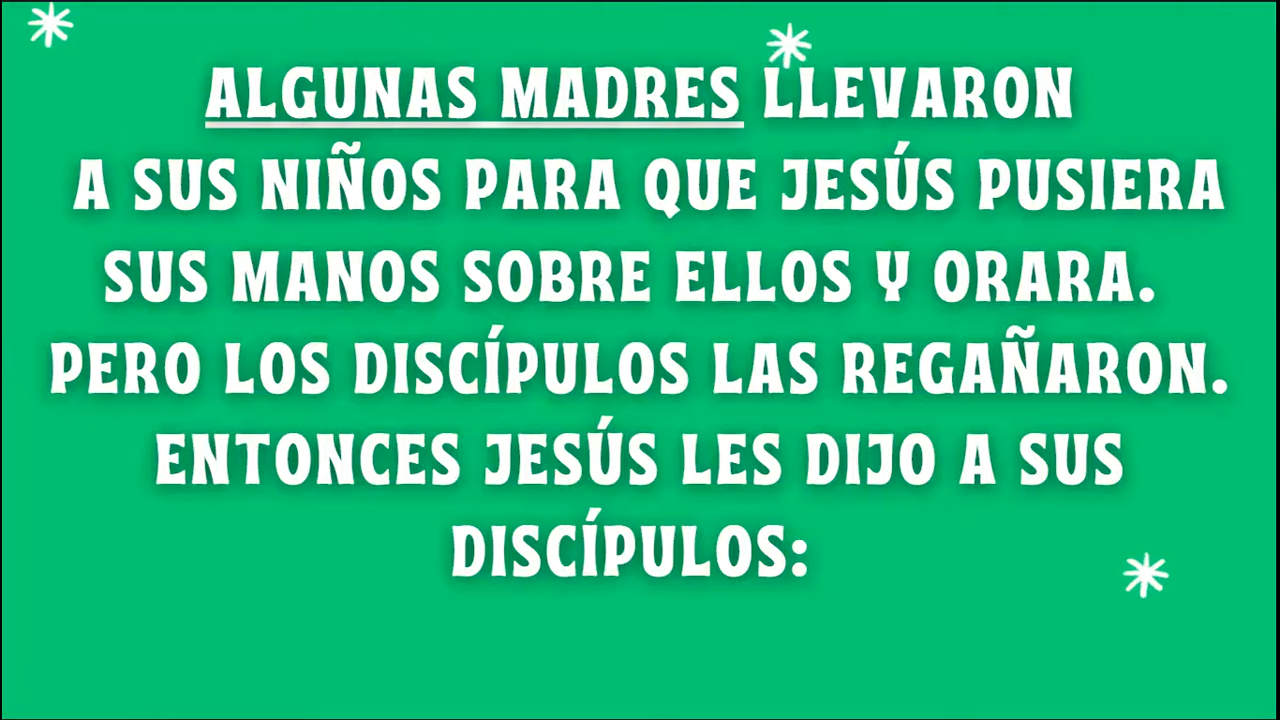 ALGUNAS MADRES LLEVARON
A SUS NIÑOS PARA QUE JESÚS PUSIERA
SUS MANOS SOBRE ELLOS Y ORARA.
PERO LOS DISCÍPULOS LAS REGAÑARON.
ENTONCES JESÚS LES DIJO A SUS
DISCÍPULOS: